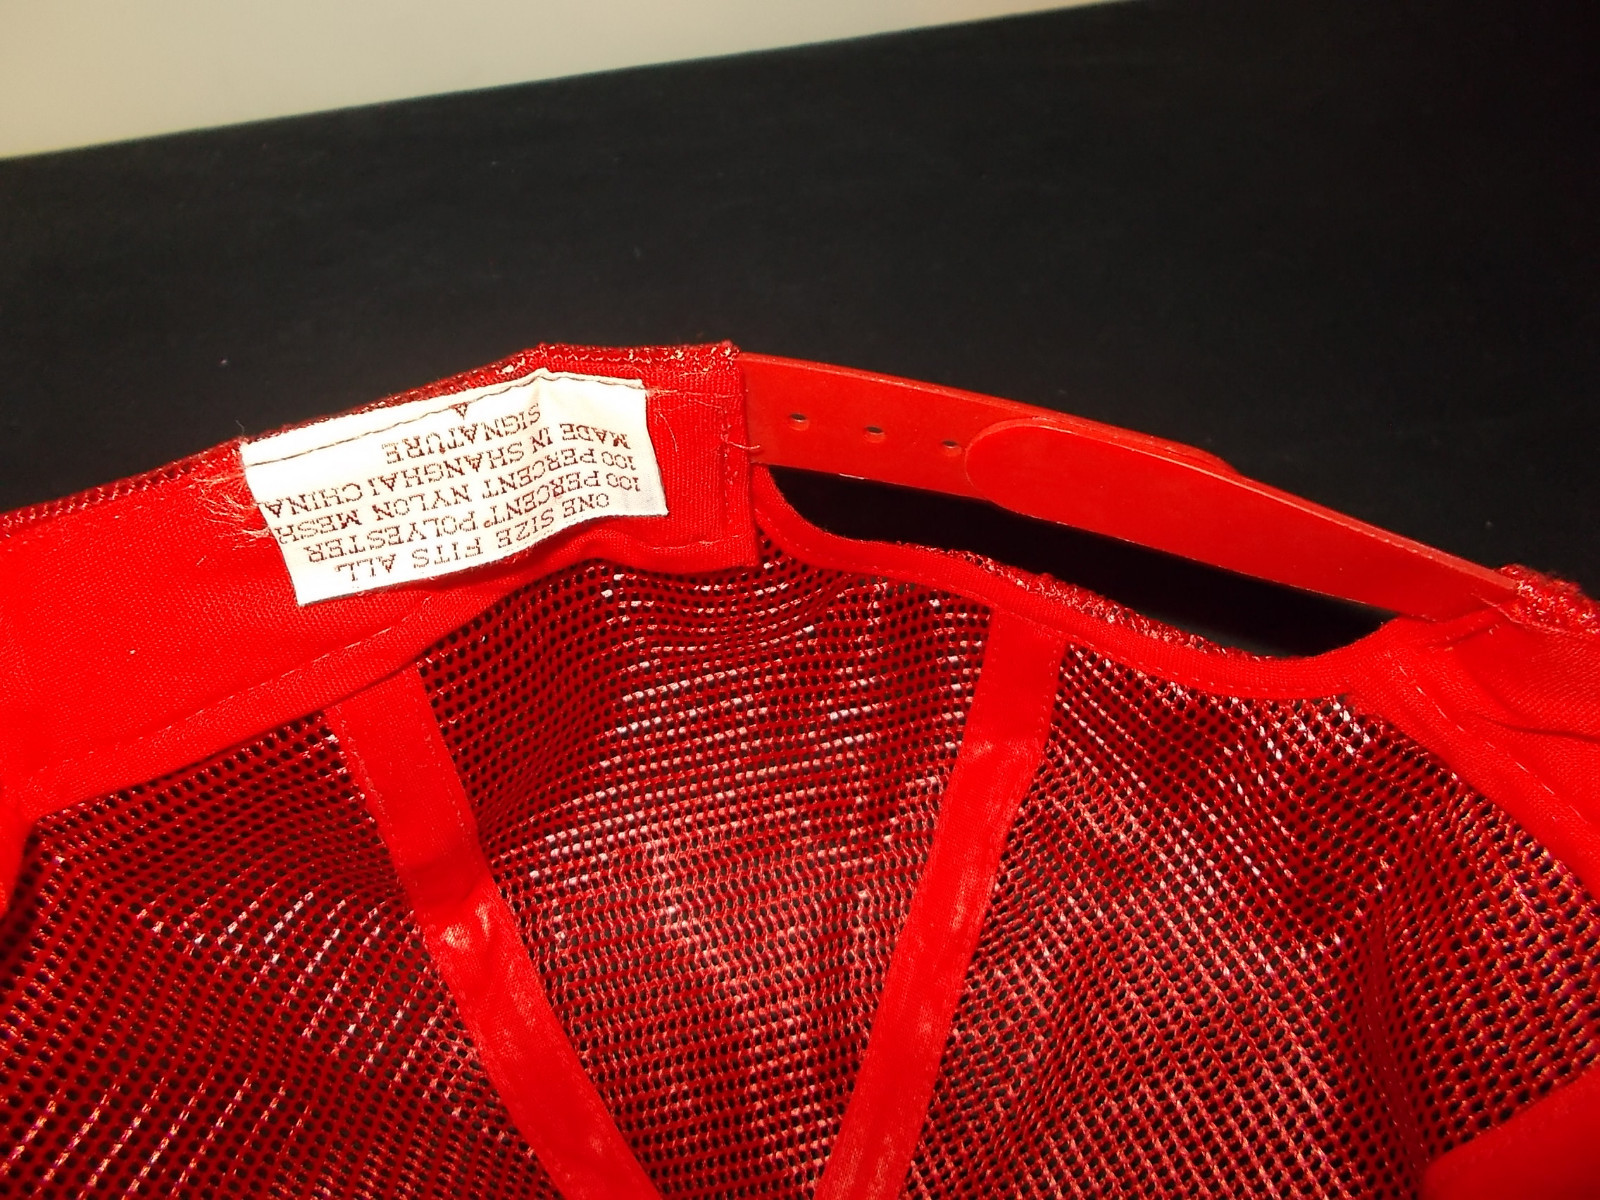 ONE SIZE FITS ALL
100 PERCENT POLYESTER
100 PERCENT NYLON MESH
MADE IN SHANGHAI CHINA
SIGNATURE
A